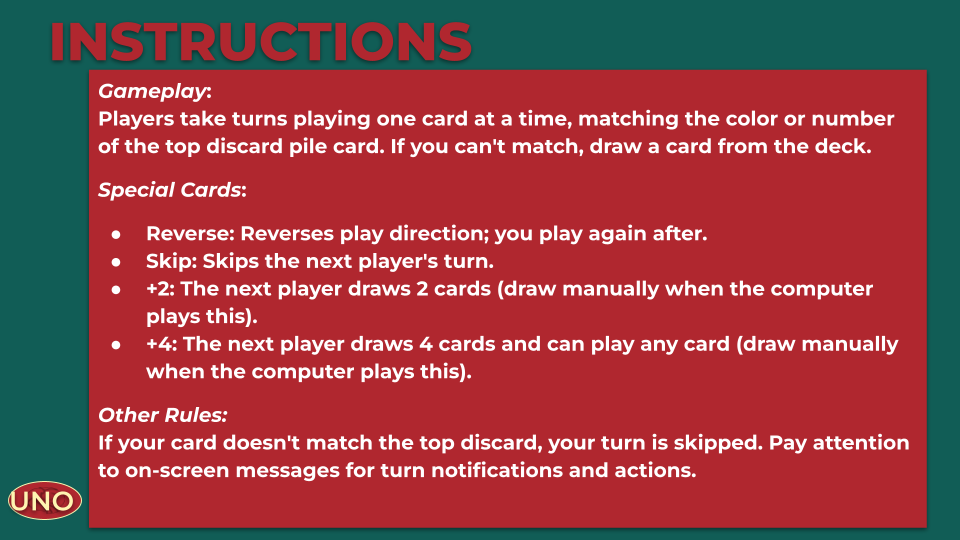 INSTRUCTIONS
Gameplay:
Players take turns playing one card at a time, matching the color or number
of the top discard pile card. If you can't match, draw a card from the deck.
Special Cards:
● Reverse: Reverses play direction; you play again after.
● Skip: Skips the next player's turn.
● +2: The next player draws 2 cards (draw manually when the computer
plays this).
● +4: The next player draws 4 cards and can play any card (draw manually
when the computer plays this).
Other Rules:
If your card doesn't match the top discard, your turn is skipped. Pay attention
to on-screen messages for turn notifications and actions.
UNO